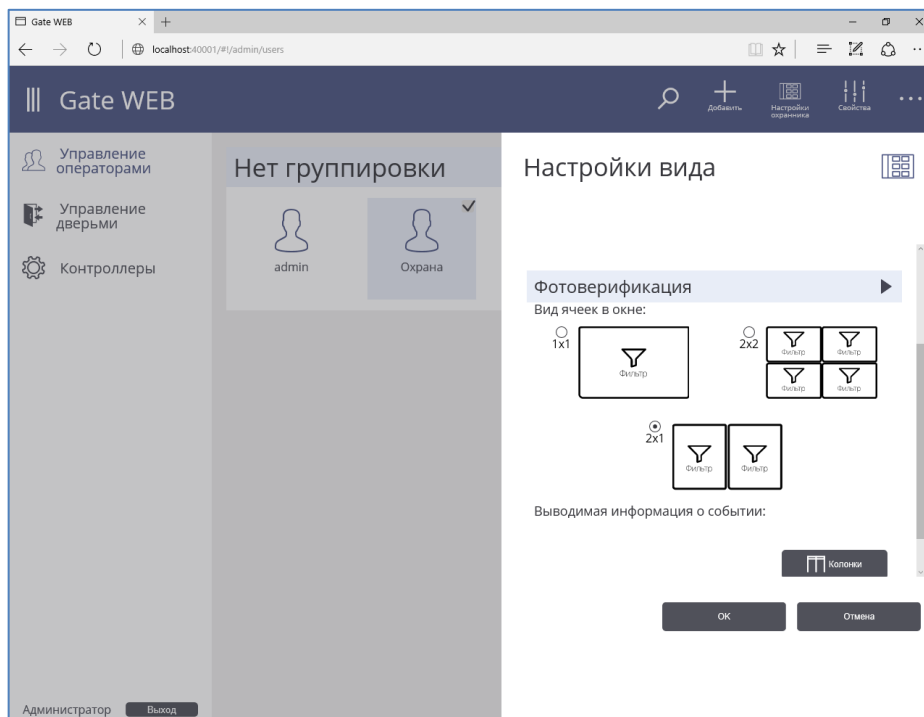 Gate WEB
localhost:40001/#!/admin/users
Gate WEB
Добавить
Настройки
охранника
Свойства
Управление
операторами
Управление
дверьми
Контроллеры
Нет группировки
admin
Охрана
Настройки вида
Фотоверификация
Вид ячеек в окне:
1x1
Фильтр
2x2
Фильтр
Фильтр
Фильтр
Фильтр
2x1
Фильтр
Фильтр
Выводимая информация о событии:
Колонки
OK
Отмена
Администратор
Выход